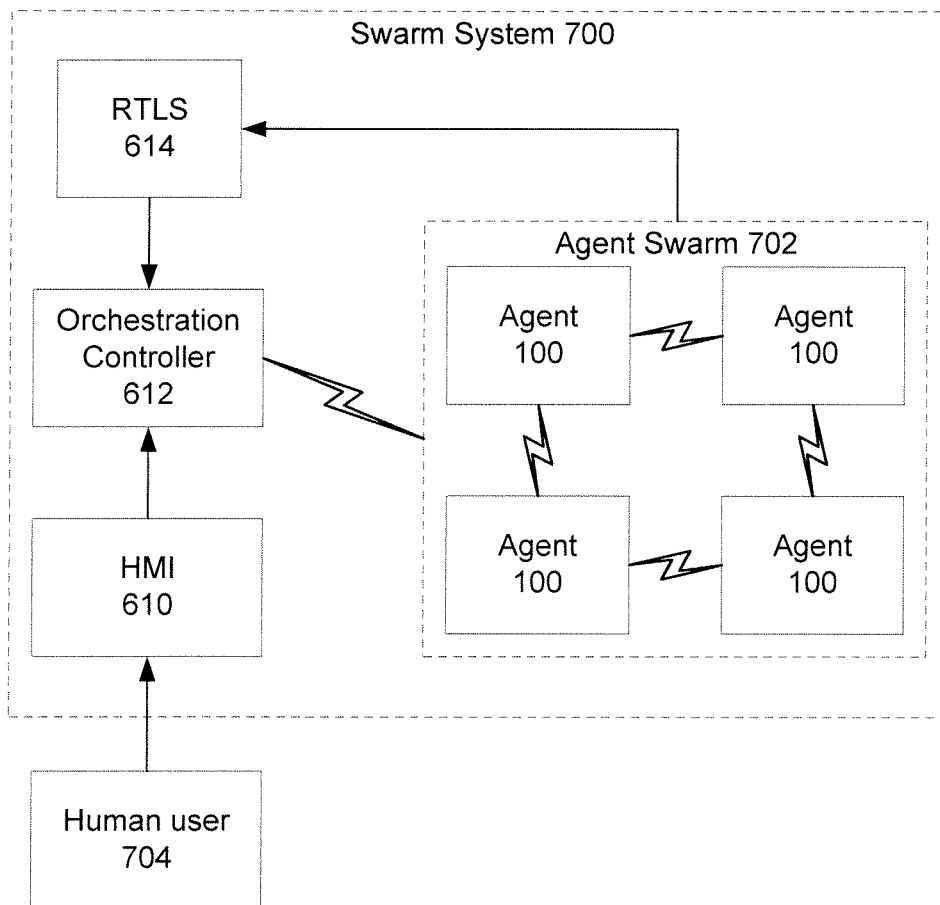 Swarm System 700
RTLS
614
Agent Swarm 702
Agent
100
Agent
100
Orchestration
Controller
612
Agent
100
Agent
100
HMI
610
Human user
704